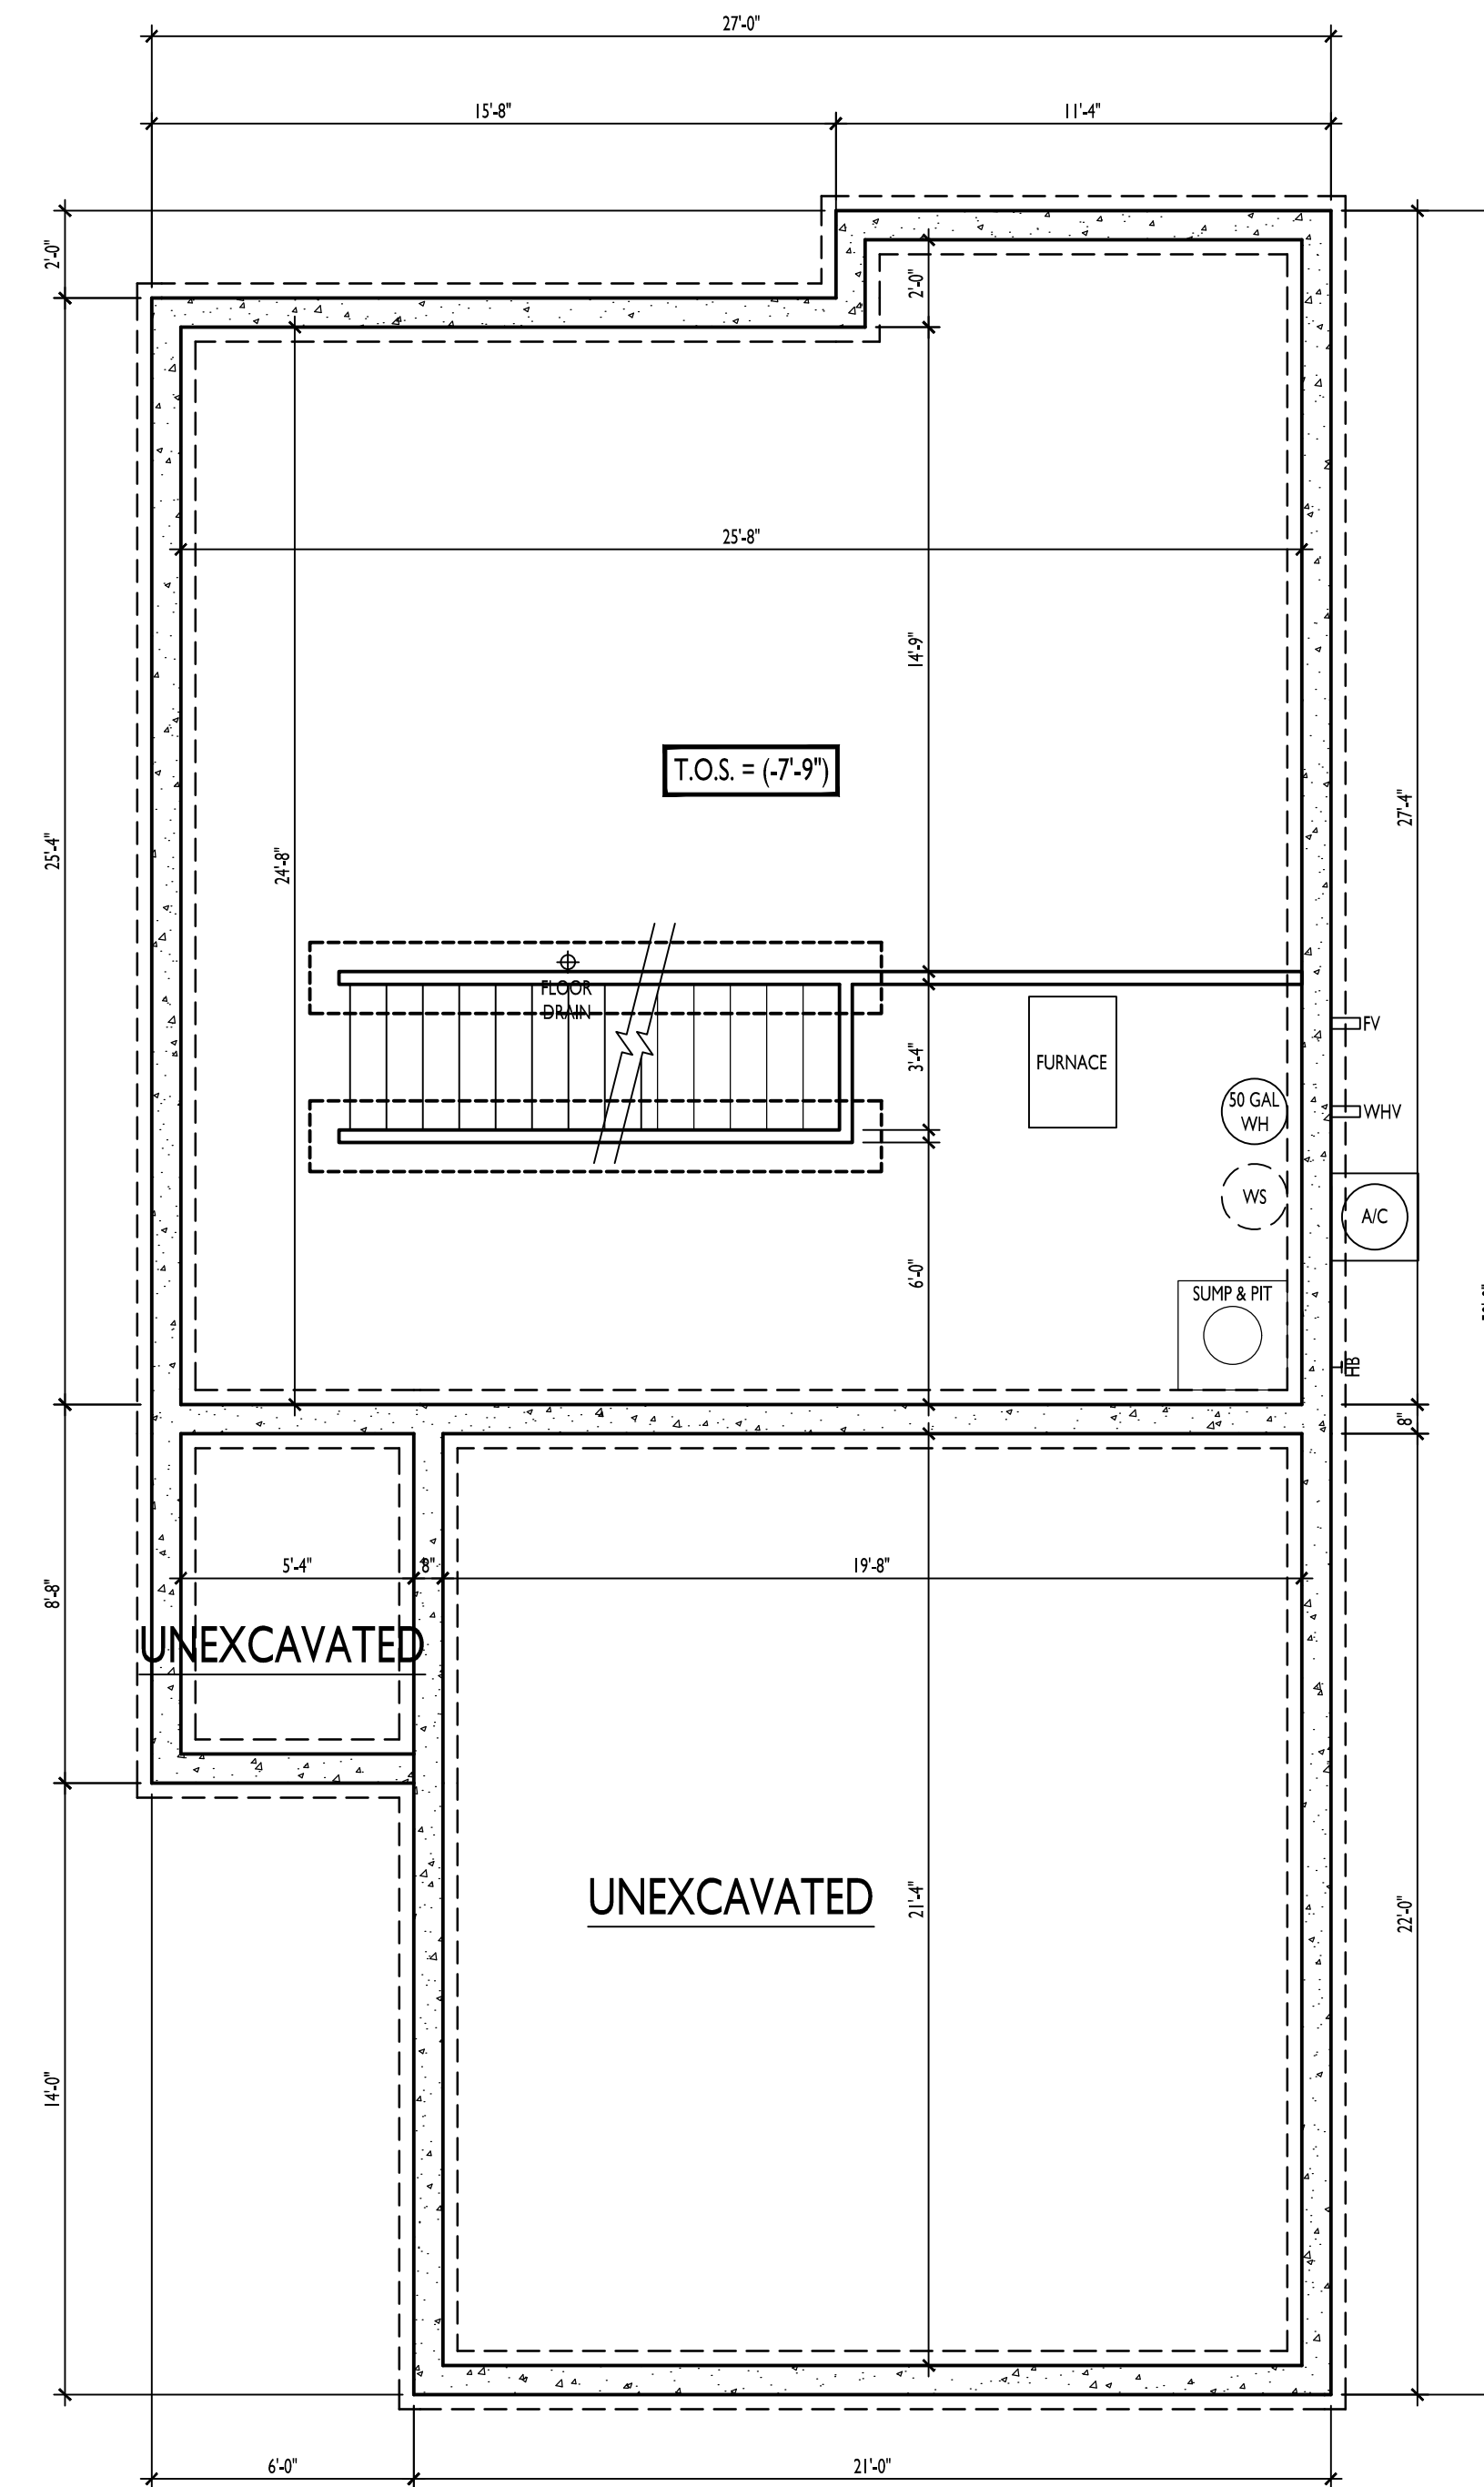 27'-0"
15'-8"
11'-4"
2'-0"
2'-0"
25'-8"
14'-9"
T.O.S. = (-7'-9")
27'-4"
25'-4"
24'-8"
FLOOR
DRAIN
FV
3'-4"
FURNACE
50 GAL
WH
WHV
WS
A/C
6'-0"
SUMP & PIT
HB
8"
5'-4"
8"
19'-8"
8'-8"
UNEXCAVATED
UNEXCAVATED
21'-4"
22'-0"
14'-0"
6'-0"
21'-0"